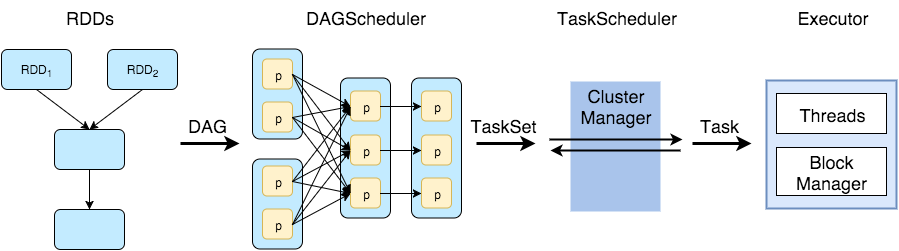 RDDs
DAGScheduler
TaskScheduler
Executor
RDD1
RDD2
DAG
p
p
p
p
p
p
p
p
p
p
TaskSet
Cluster
Manager
Task
Threads
Block
Manager